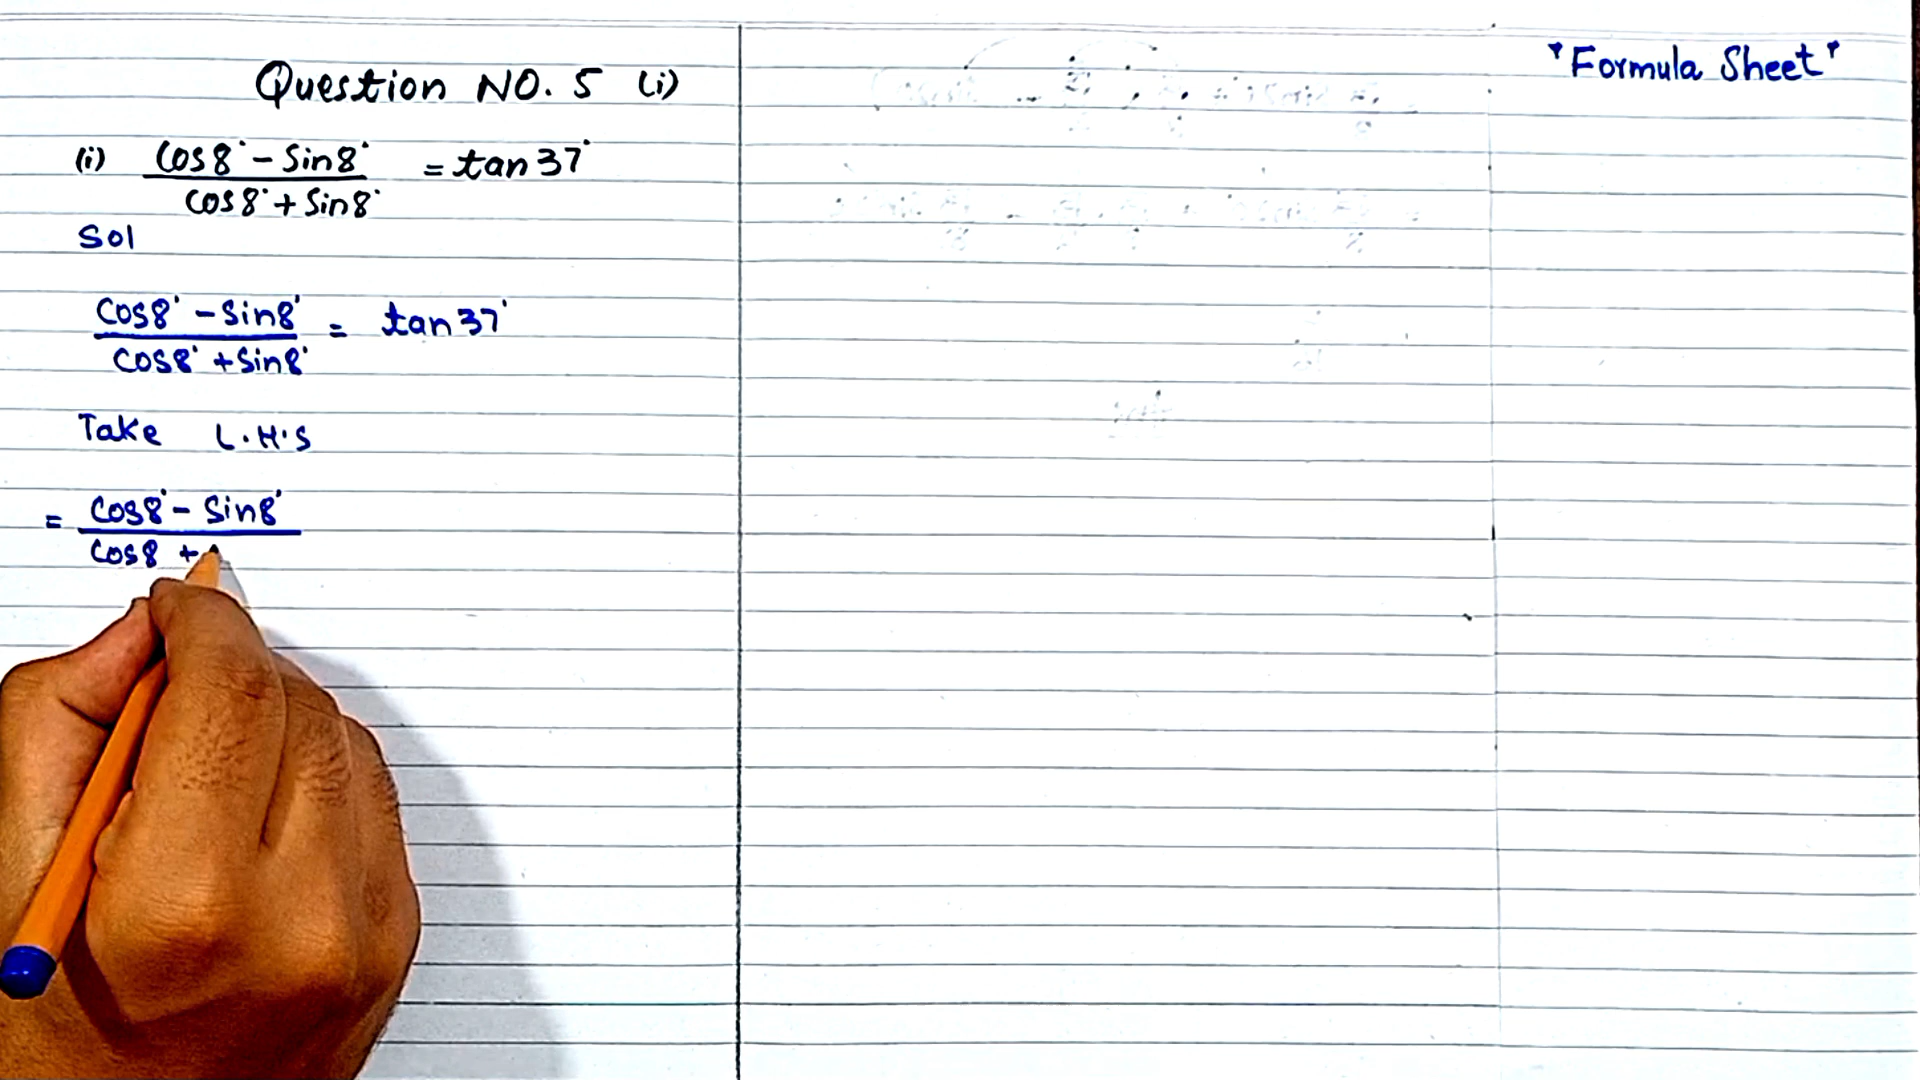 Question NO. 5 (i)
(i) Cos8° - Sin8° = tan37°
Cos8° + Sin8°
Sol
Cos8° - Sin8° = tan37°
Cos8° + Sin8°
Take L.H.S
= Cos8° - Sin8°
Cos8 +
"Formula Sheet"